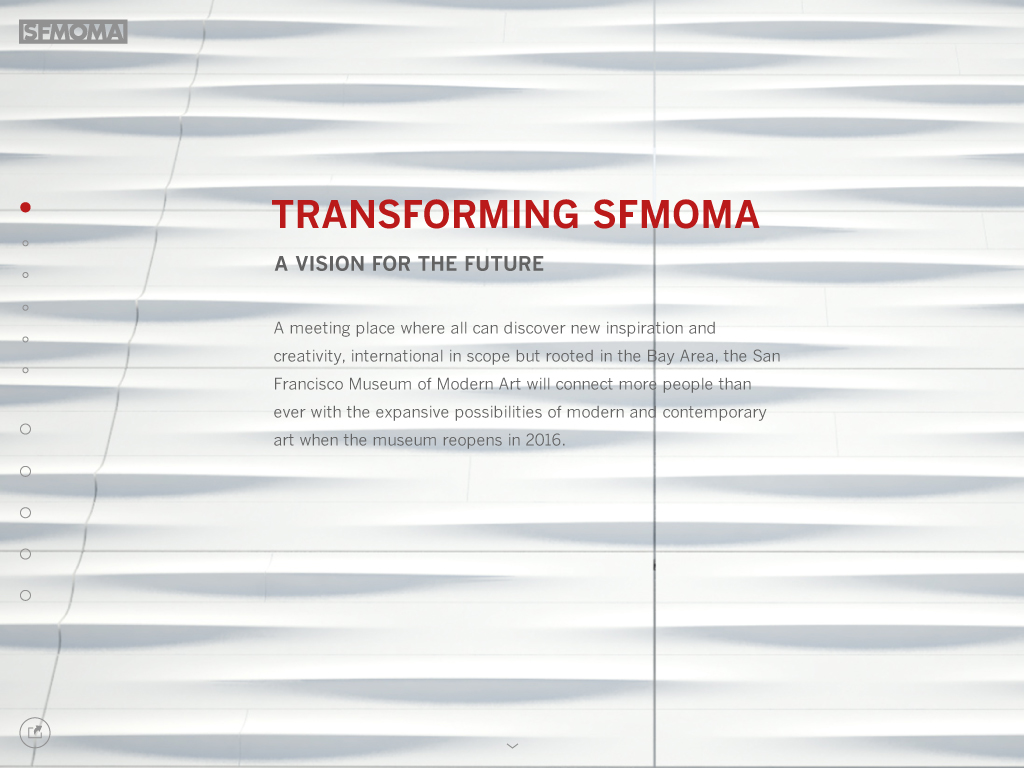 SFMOMA
TRANSFORMING SFMOMA
A VISION FOR THE FUTURE
A meeting place where all can discover new inspiration and
creativity, international in scope but rooted in the Bay Area, the San
Francisco Museum of Modern Art will connect more people than
ever with the expansive possibilities of modern and contemporary
art when the museum reopens in 2016.